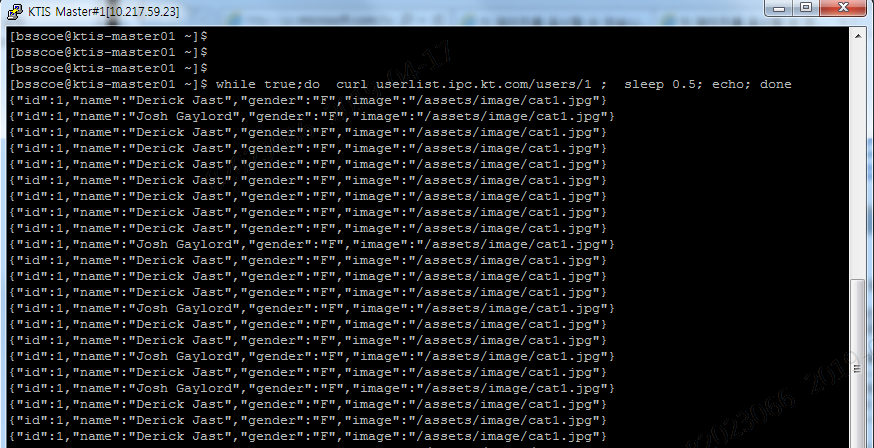 KTIS Master#1[10.217.59.23]
[bsscoe@ktis-master01 ~]$
[bsscoe@ktis-master01 ~]$
[bsscoe@ktis-master01 ~]$
[bsscoe@ktis-master01 ~]$ while true;do  curl userlist.ipc.kt.com/users/1 ;  sleep 0.5; echo; done
{"id":1,"name":"Derick Jast","gender":"F","image":"/assets/image/cat1.jpg"}
{"id":1,"name":"Josh Gaylord","gender":"F","image":"/assets/image/cat1.jpg"}
{"id":1,"name":"Derick Jast","gender":"F","image":"/assets/image/cat1.jpg"}
{"id":1,"name":"Derick Jast","gender":"F","image":"/assets/image/cat1.jpg"}
{"id":1,"name":"Derick Jast","gender":"F","image":"/assets/image/cat1.jpg"}
{"id":1,"name":"Derick Jast","gender":"F","image":"/assets/image/cat1.jpg"}
{"id":1,"name":"Derick Jast","gender":"F","image":"/assets/image/cat1.jpg"}
{"id":1,"name":"Derick Jast","gender":"F","image":"/assets/image/cat1.jpg"}
{"id":1,"name":"Derick Jast","gender":"F","image":"/assets/image/cat1.jpg"}
{"id":1,"name":"Josh Gaylord","gender":"F","image":"/assets/image/cat1.jpg"}
{"id":1,"name":"Derick Jast","gender":"F","image":"/assets/image/cat1.jpg"}
{"id":1,"name":"Derick Jast","gender":"F","image":"/assets/image/cat1.jpg"}
{"id":1,"name":"Derick Jast","gender":"F","image":"/assets/image/cat1.jpg"}
{"id":1,"name":"Josh Gaylord","gender":"F","image":"/assets/image/cat1.jpg"}
{"id":1,"name":"Derick Jast","gender":"F","image":"/assets/image/cat1.jpg"}
{"id":1,"name":"Derick Jast","gender":"F","image":"/assets/image/cat1.jpg"}
{"id":1,"name":"Josh Gaylord","gender":"F","image":"/assets/image/cat1.jpg"}
{"id":1,"name":"Derick Jast","gender":"F","image":"/assets/image/cat1.jpg"}
{"id":1,"name":"Josh Gaylord","gender":"F","image":"/assets/image/cat1.jpg"}
{"id":1,"name":"Derick Jast","gender":"F","image":"/assets/image/cat1.jpg"}
{"id":1,"name":"Derick Jast","gender":"F","image":"/assets/image/cat1.jpg"}
{"id":1,"name":"Derick Jast","gender":"F","image":"/assets/image/cat1.jpg"}